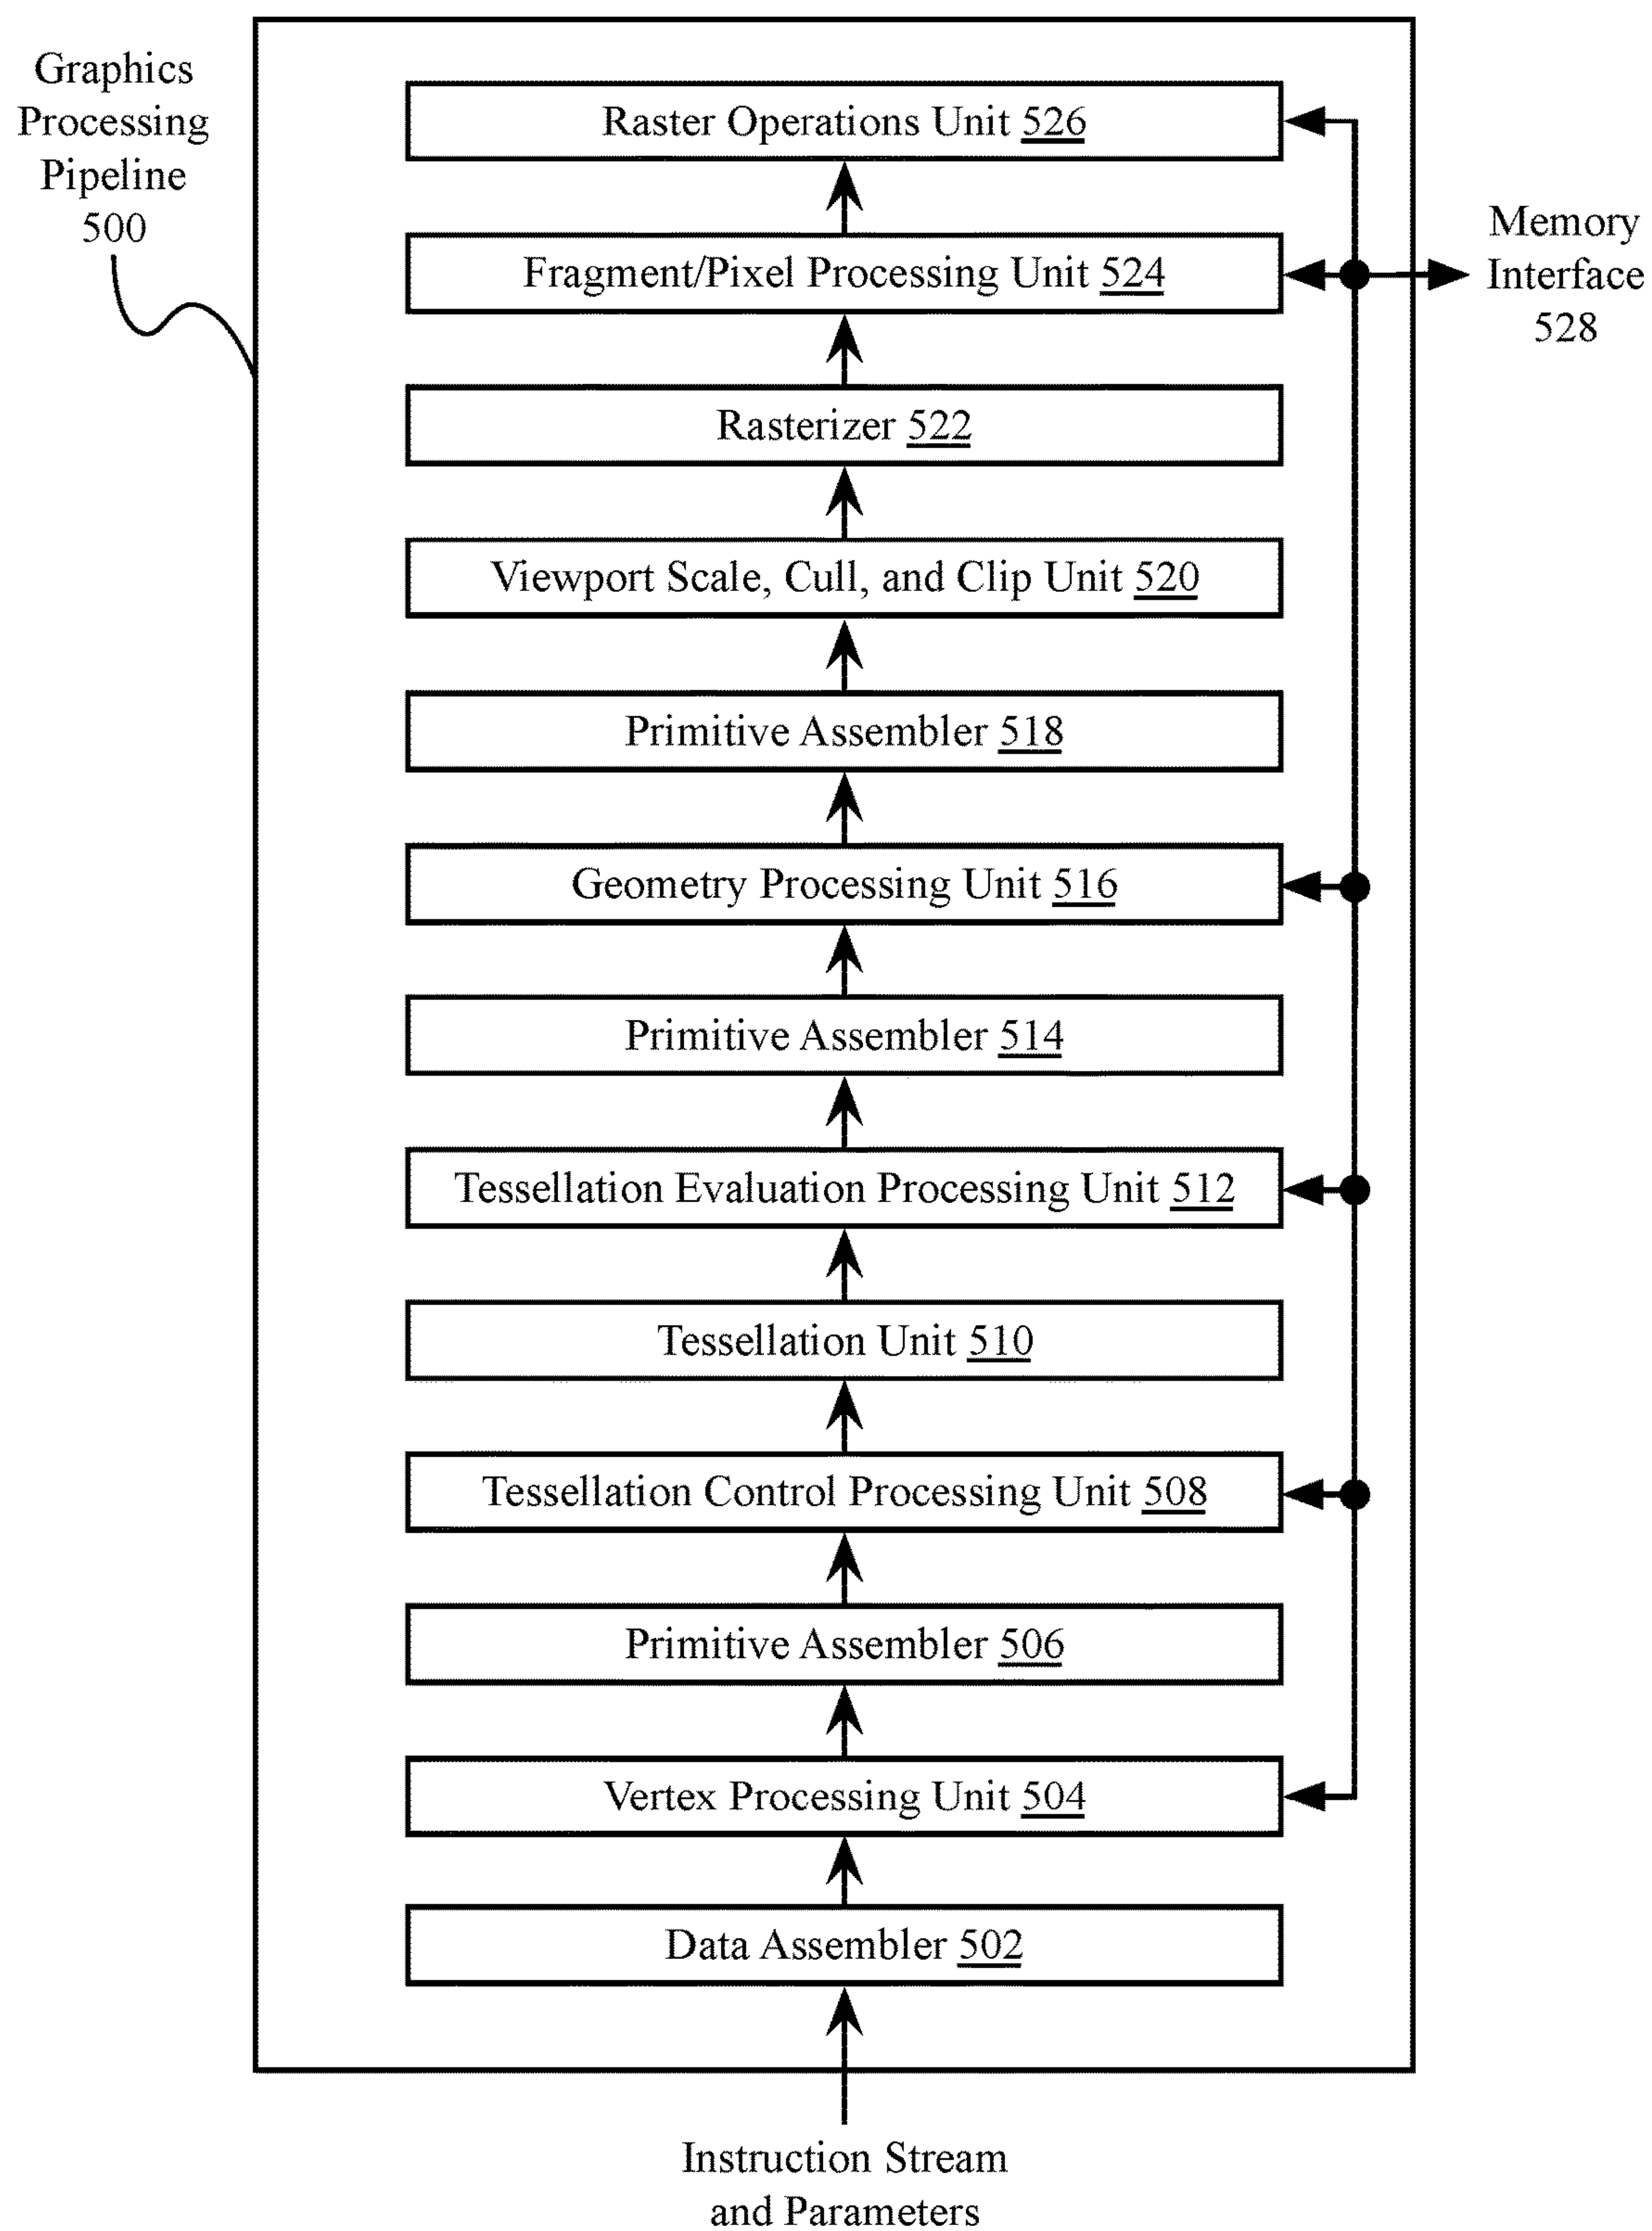 Graphics
Processing
Pipeline
500
Raster Operations Unit 526
Fragment/Pixel Processing Unit 524
Memory
Interface
528
Rasterizer 522
Viewport Scale, Cull, and Clip Unit 520
Primitive Assembler 518
Geometry Processing Unit 516
Primitive Assembler 514
Tessellation Evaluation Processing Unit 512
Tessellation Unit 510
Tessellation Control Processing Unit 508
Primitive Assembler 506
Vertex Processing Unit 504
Data Assembler 502
Instruction Stream
and Parameters